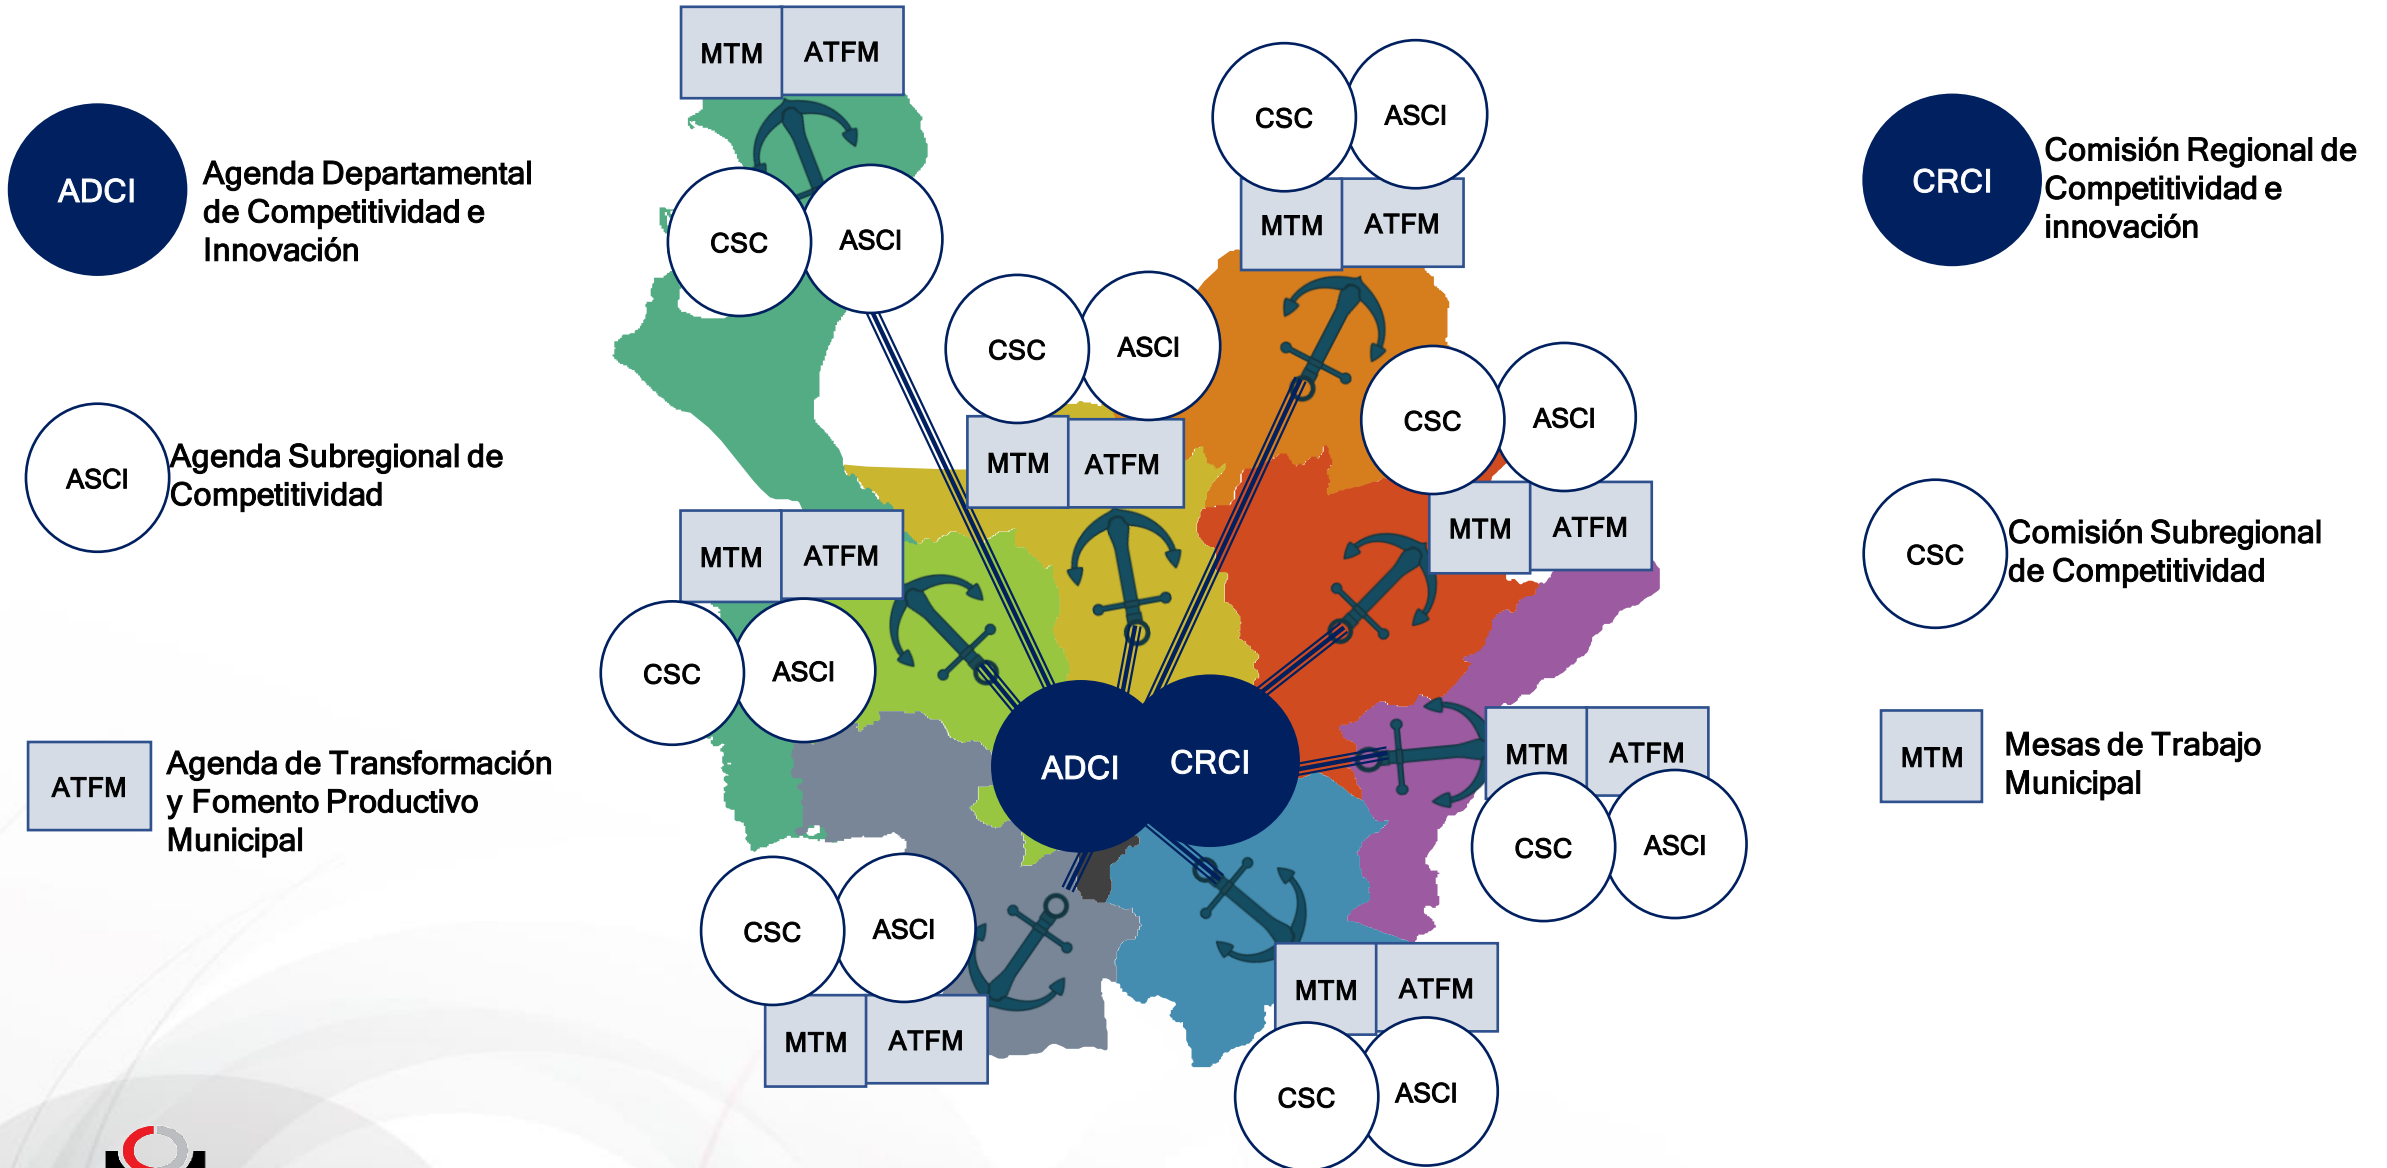 ADCI
Agenda Departamental
de Competitividad e
Innovación
ASCI
Agenda Subregional de
Competitividad
ATFM
Agenda de Transformación
y Fomento Productivo
Municipal
MTM ATFM
CSC ASCI
CSC ASCI
MTM ATFM
CSC ASCI
MTM ATFM
CSC ASCI
MTM ATFM
MTM ATFM
CSC ASCI
MTM ATFM
CSC ASCI
ADCI CRCI
CSC ASCI
MTM ATFM
MTM ATFM
CSC ASCI
CRCI
Comisión Regional de
Competitividad e
innovación
CSC
Comisión Subregional
de Competitividad
MTM
Mesas de Trabajo
Municipal